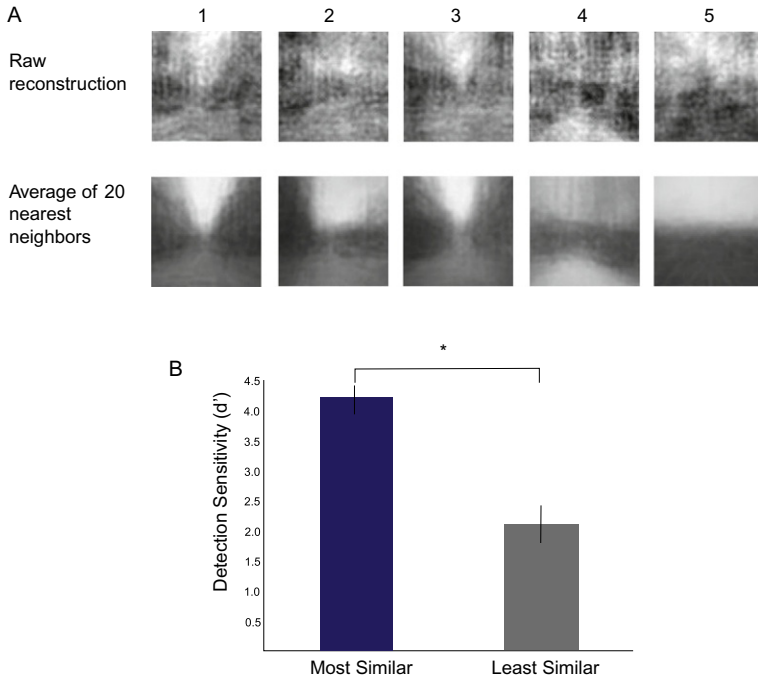 A
1 2 3 4 5
Raw
reconstruction
Average of 20
nearest
neighbors
B
*
Detection Sensitivity (d’)
4.5
4.0
3.5
3.0
2.5
2.0
1.5
1.0
0.5
Most Similar
Least Similar